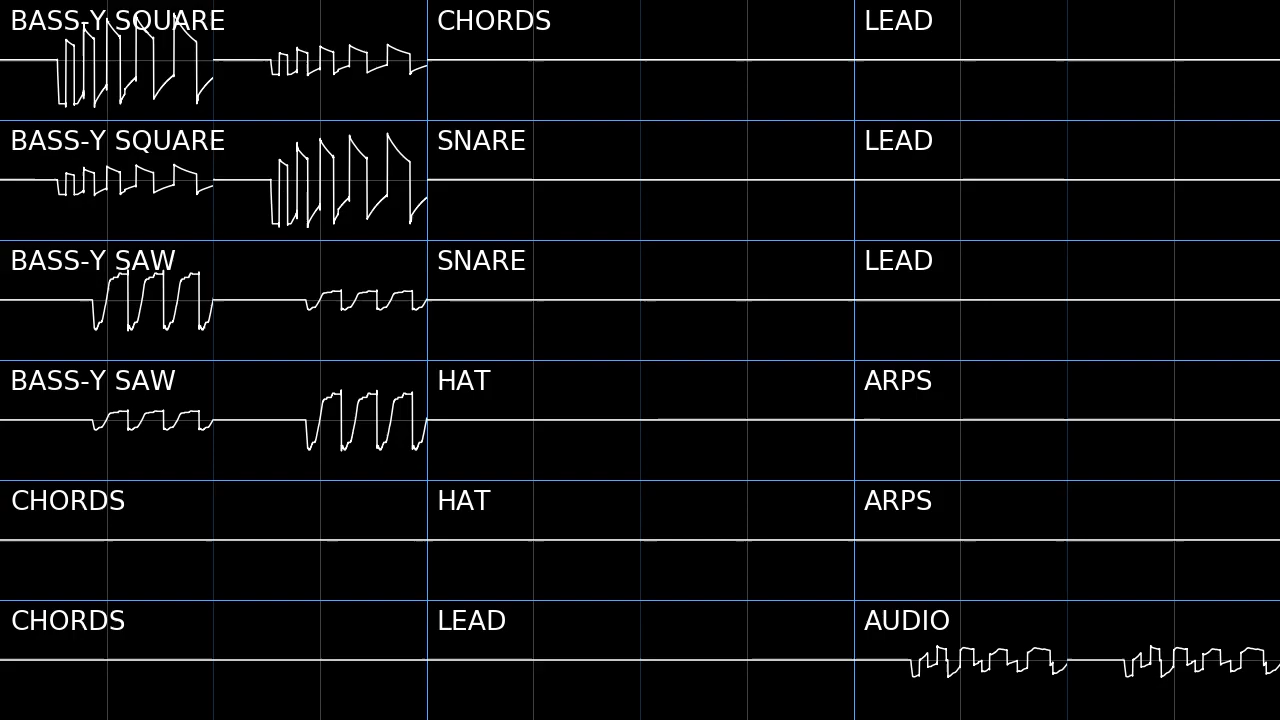 BASS-Y SQUARE
BASS-Y SQUARE
BASS-Y SAW
BASS-Y SAW
CHORDS
CHORDS
CHORDS
SNARE
SNARE
HAT
HAT
LEAD
LEAD
LEAD
LEAD
ARPS
ARPS
AUDIO